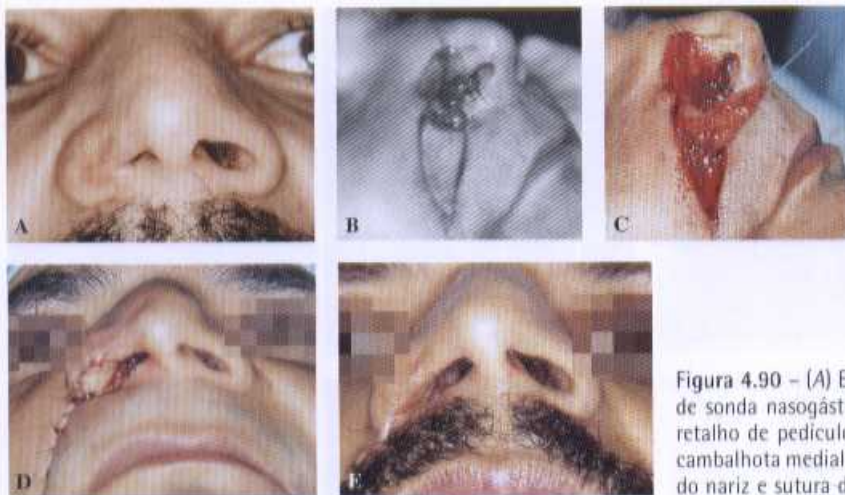 A
B
C
D
E
Figura 4.90 – (A)
de sonda nasogást
retalho de pedícul
cambalhota medial
do nariz e sutura